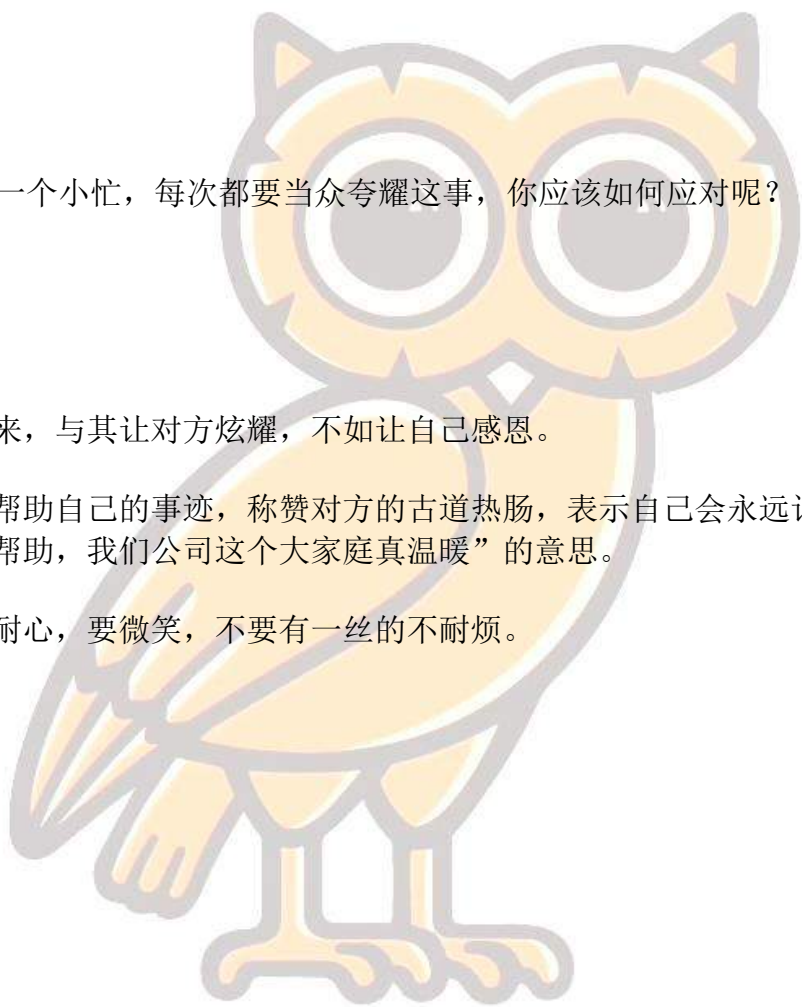 一个小忙，每次都要当众夸耀这事，你应该如何应对呢？
来，与其让对方炫耀，不如让自己感恩。
帮助自己的事迹，称赞对方的古道热肠，表示自己会永远
帮助，我们公司这个大家庭真温暖”的意思。
耐心，要微笑，不要有一丝的不耐烦。